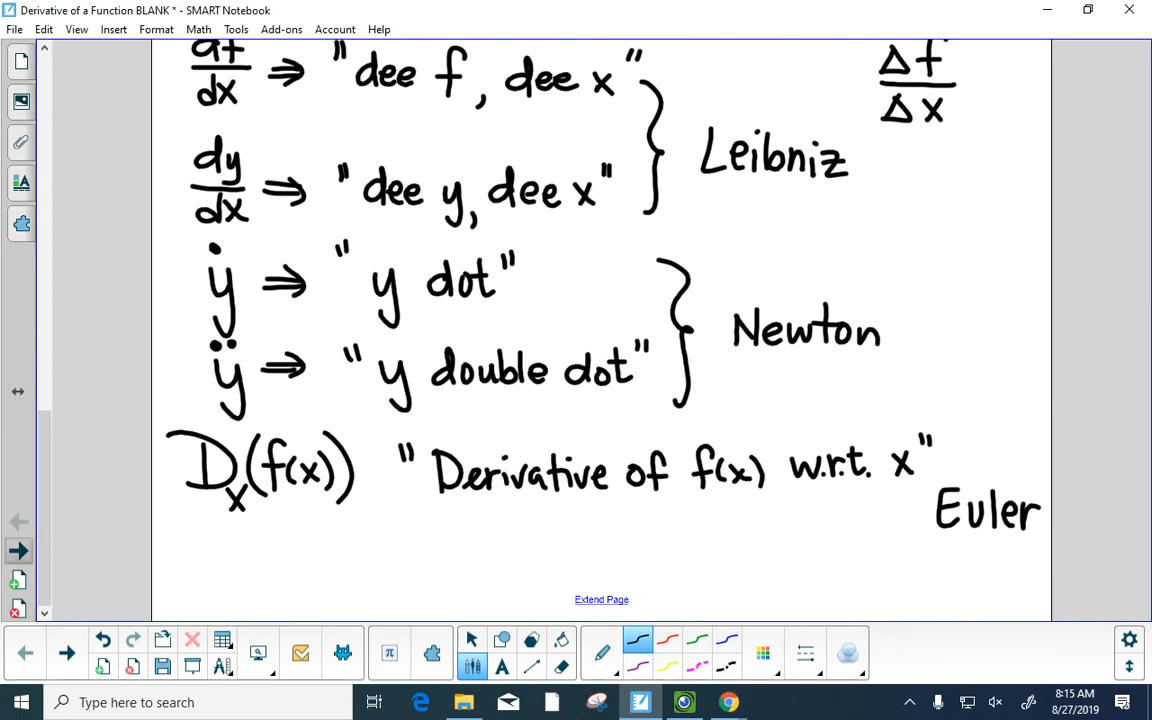 Derivative of a Function BLANK * - SMART Notebook
File Edit View Insert Format Math Tools Add-ons Account Help
df/dx ⇒ "dee f, dee x"
Δf/Δx
Leibniz
dy/dx ⇒ "dee y, dee x"
ẏ ⇒ "y dot"
Newton
ÿ ⇒ "y double dot"
Dₓ(f(x)) "Derivative of f(x) w.r.t. x"
Euler
Extend Page
Type here to search
8:15 AM
8/27/2019